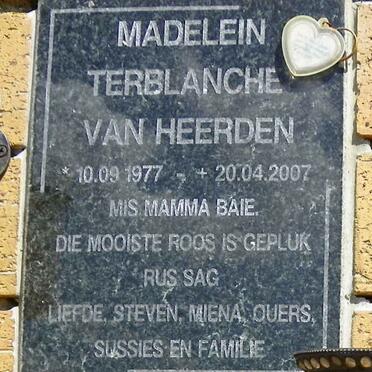 MADELEIN
TERBLANCHE
VAN HEERDEN
* 10.09.1977 - + 20.04.2007
MIS MAMMA BAIE.
DIE MOOISTE ROOS IS GEPLUK
RUS SAG
LIEFDE, STEVEN, MIENA, OUERS,
SUSSIES EN FAMILIE